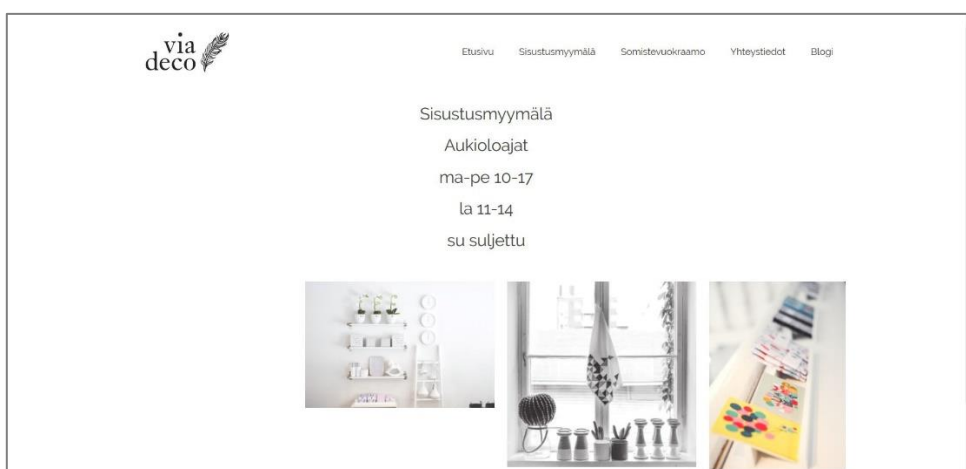 via
deco
Etusivu Sisustusmyymälä Somistevuokraamo Yhteystiedot Blogi
Sisustusmyymälä
Aukioloajat
ma-pe 10-17
la 11-14
su suljettu